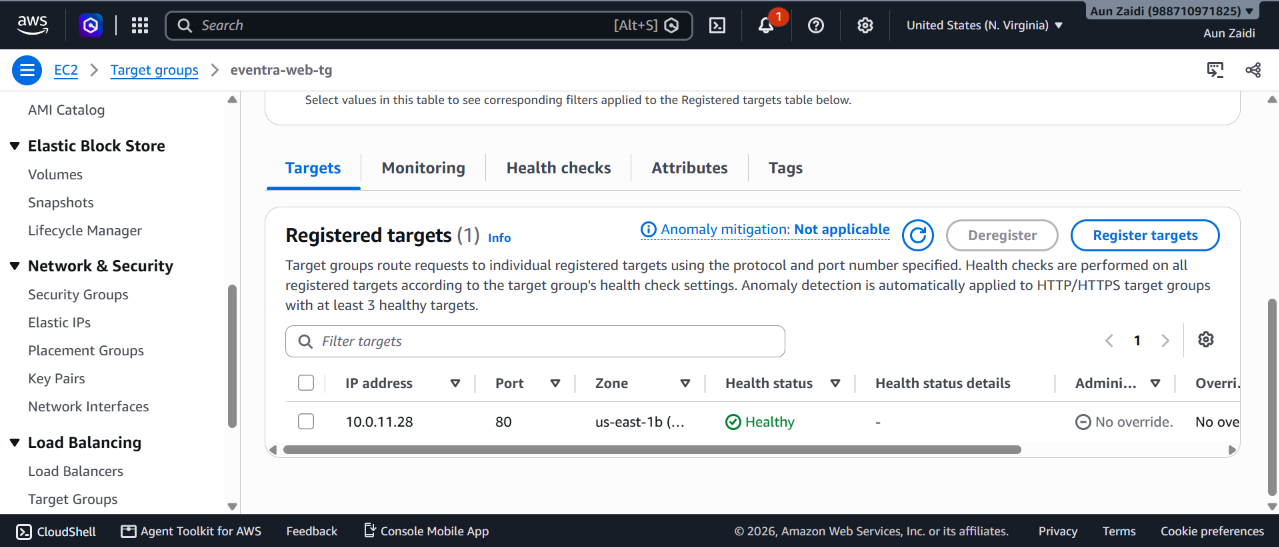 aws
Search [Alt+S]
1
United States (N. Virginia)
Aun Zaidi (988710971825)
Aun Zaidi
EC2 Target groups eventra-web-tg
AMI Catalog
Elastic Block Store
Volumes
Snapshots
Lifecycle Manager
Network & Security
Security Groups
Elastic IPs
Placement Groups
Key Pairs
Network Interfaces
Load Balancing
Load Balancers
Target Groups
Select values in this table to see corresponding filters applied to the Registered targets table below.
Targets Monitoring Health checks Attributes Tags
Registered targets (1) Info
Anomaly mitigation: Not applicable
Deregister
Register targets
Target groups route requests to individual registered targets using the protocol and port number specified. Health checks are performed on all
registered targets according to the target group's health check settings. Anomaly detection is automatically applied to HTTP/HTTPS target groups
with at least 3 healthy targets.
Filter targets
1
IP address Port Zone Health status Health status details Admini... Overri.
10.0.11.28 80 us-east-1b (... Healthy - No override. No ove
CloudShell Agent Toolkit for AWS Feedback Console Mobile App © 2026, Amazon Web Services, Inc. or its affiliates. Privacy Terms Cookie preferences